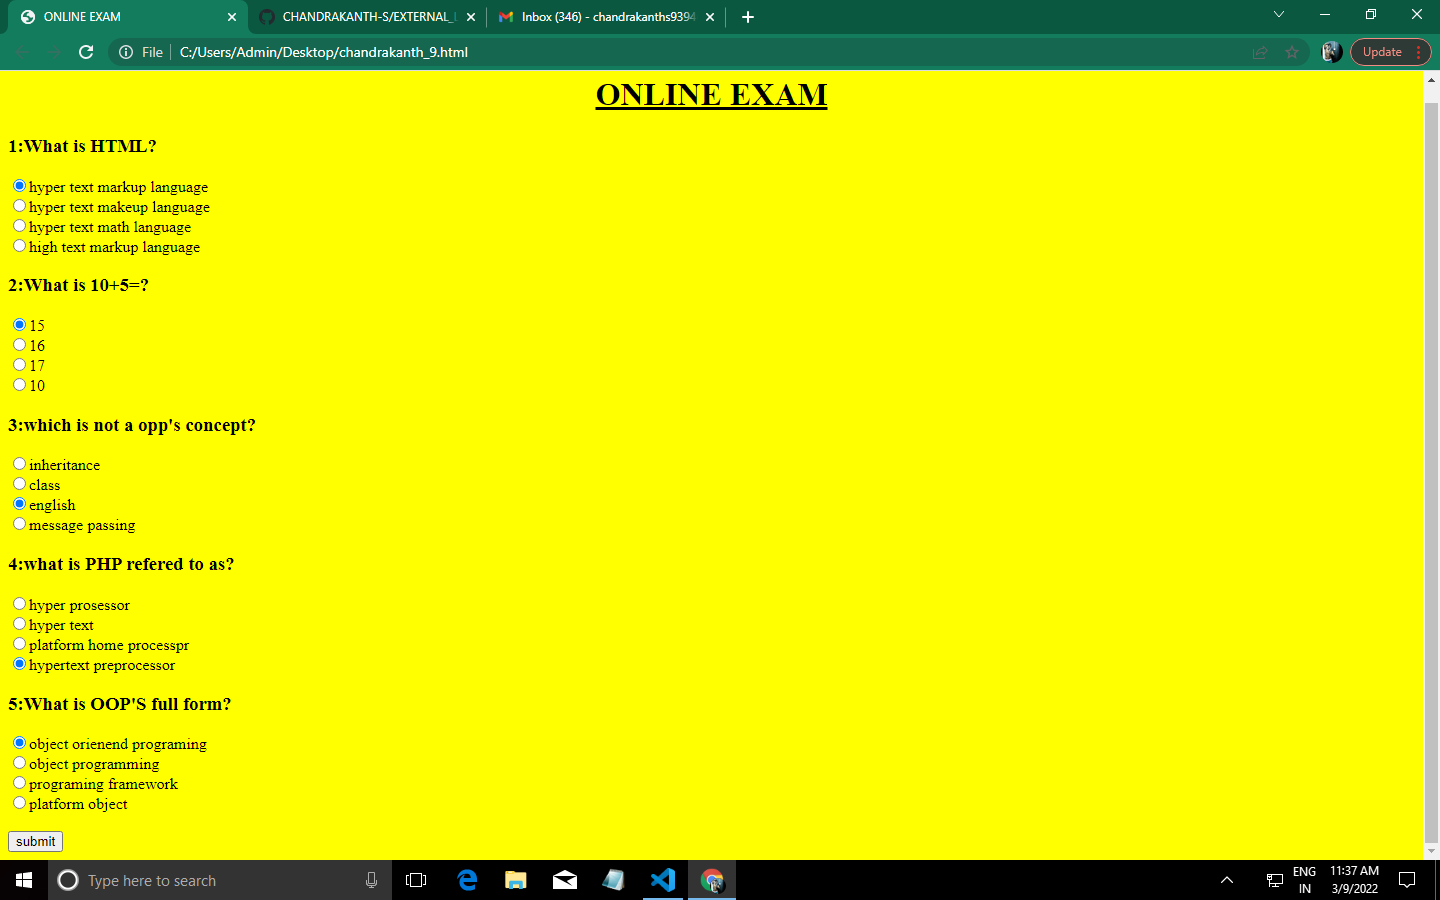 ONLINE EXAM
CHANDRAKANTH-S/EXTERNAL_L
Inbox (346) - chandrakanths9394
File
C:/Users/Admin/Desktop/chandrakanth_9.html
Update
ONLINE EXAM
1:What is HTML?
hyper text markup language
hyper text makeup language
hyper text math language
high text markup language
2:What is 10+5=?
15
16
17
10
3:which is not a opp's concept?
inheritance
class
english
message passing
4:what is PHP refered to as?
hyper prosessor
hyper text
platform home processpr
hypertext preprocessor
5:What is OOP'S full form?
object orienend programing
object programming
programing framework
platform object
submit
Type here to search
ENG
IN
11:37 AM
3/9/2022